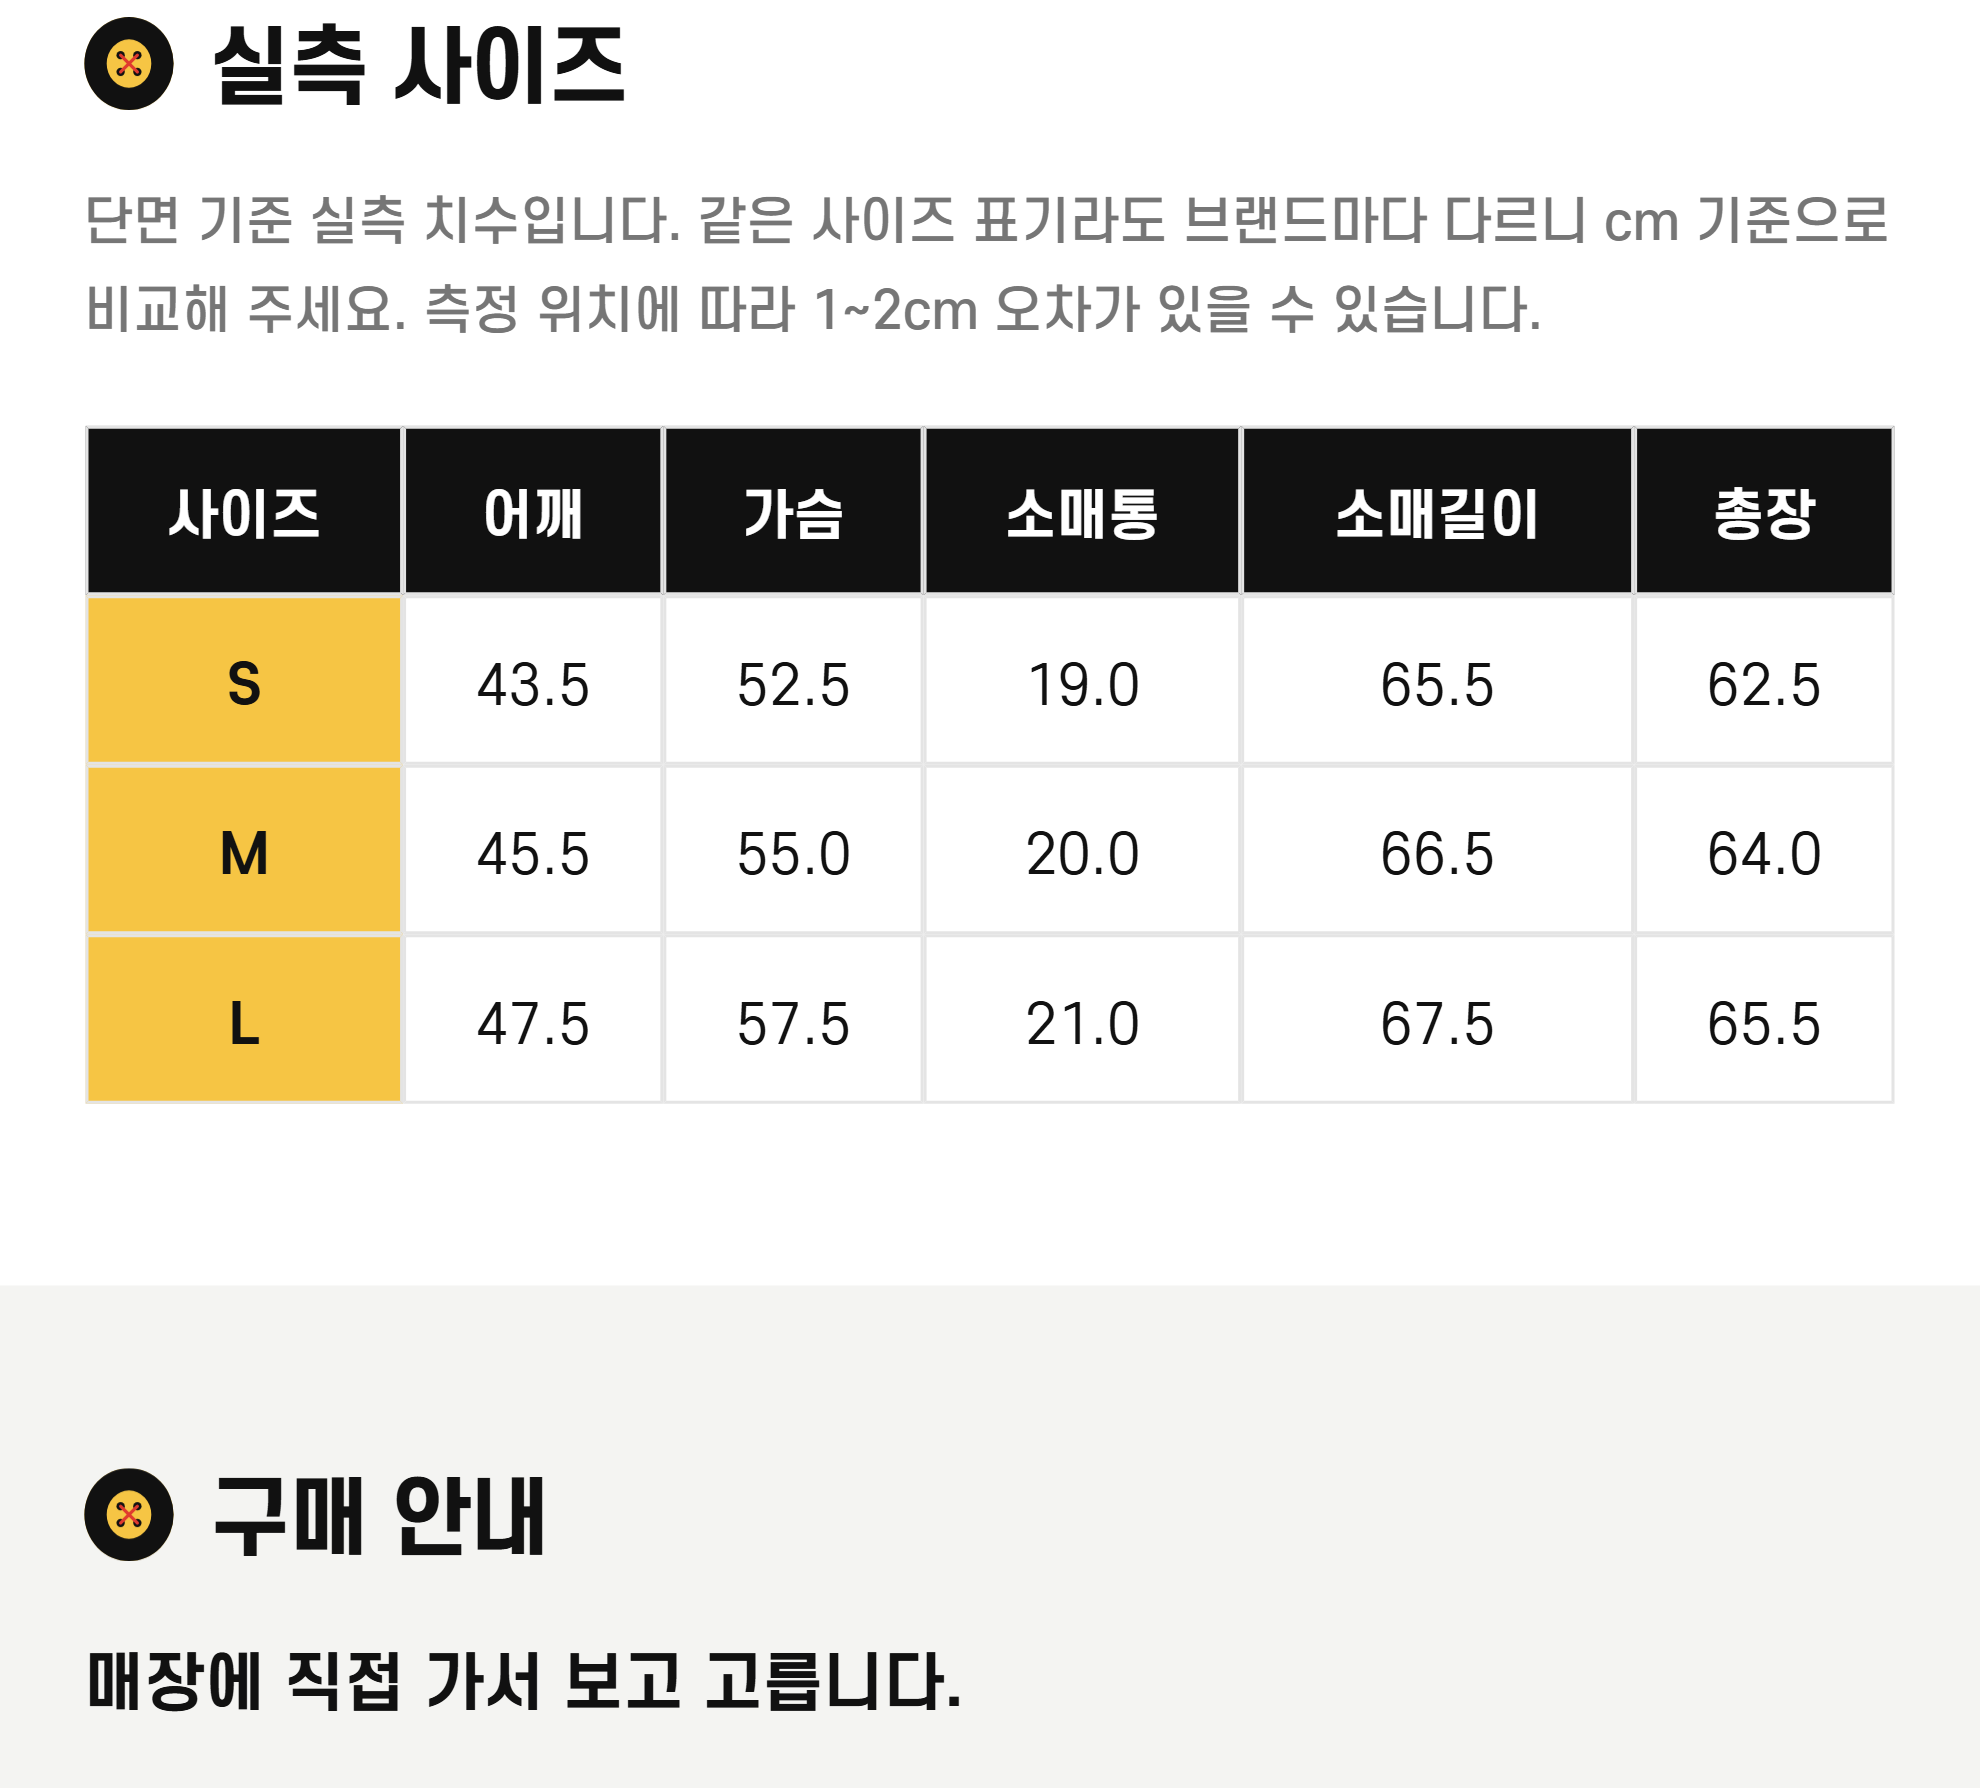 실측 사이즈
단면 기준 실측 치수입니다. 같은 사이즈 표기라도 브랜드마다 다르니 cm 기준으로
비교해 주세요. 측정 위치에 따라 1~2cm 오차가 있을 수 있습니다.
사이즈 어깨 가슴 소매통 소매길이 총장
S 43.5 52.5 19.0 65.5 62.5
M 45.5 55.0 20.0 66.5 64.0
L 47.5 57.5 21.0 67.5 65.5
구매 안내
매장에 직접 가서 보고 고릅니다.